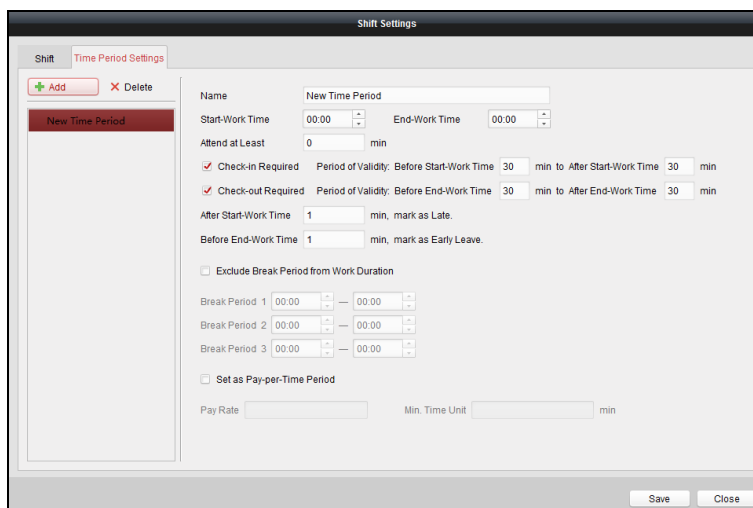 Shift Settings
Shift Time Period Settings
Add Delete
New Time Period
Name New Time Period
Start-Work Time 00:00 End-Work Time 00:00
Attend at Least 0 min
Check-in Required Period of Validity: Before Start-Work Time 30 min to After Start-Work Time 30 min
Check-out Required Period of Validity: Before End-Work Time 30 min to After End-Work Time 30 min
After Start-Work Time 1 min, mark as Late.
Before End-Work Time 1 min, mark as Early Leave.
Exclude Break Period from Work Duration
Break Period 1 00:00 — 00:00
Break Period 2 00:00 — 00:00
Break Period 3 00:00 — 00:00
Set as Pay-per-Time Period
Pay Rate Min. Time Unit min
Save Close